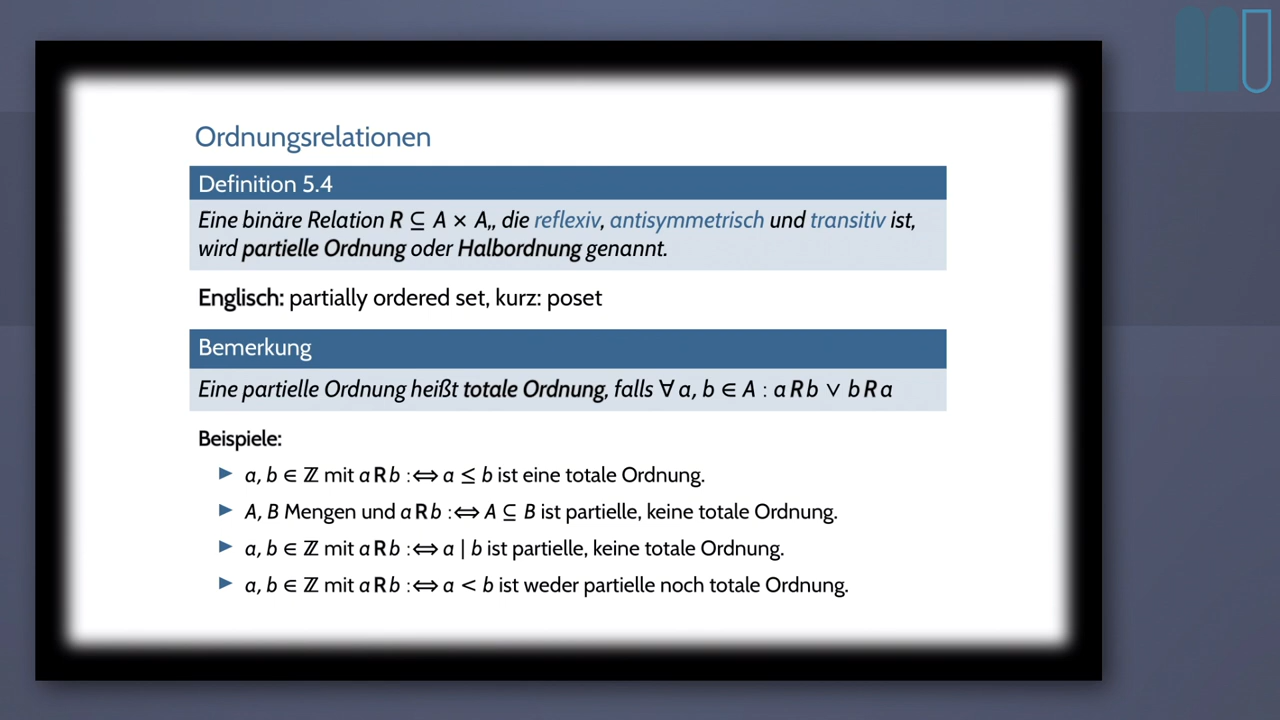 Ordnungsrelationen
Definition 5.4
Eine binäre Relation R ⊆ A × A,, die reflexiv, antisymmetrisch und transitiv ist,
wird partielle Ordnung oder Halbordnung genannt.
Englisch: partially ordered set, kurz: poset
Bemerkung
Eine partielle Ordnung heißt totale Ordnung, falls ∀ a, b ∈ A : a R b ∨ b R a
Beispiele:
▶ a, b ∈ ℤ mit a R b :⟺ a ≤ b ist eine totale Ordnung.
▶ A, B Mengen und a R b :⟺ A ⊆ B ist partielle, keine totale Ordnung.
▶ a, b ∈ ℤ mit a R b :⟺ a | b ist partielle, keine totale Ordnung.
▶ a, b ∈ ℤ mit a R b :⟺ a < b ist weder partielle noch totale Ordnung.